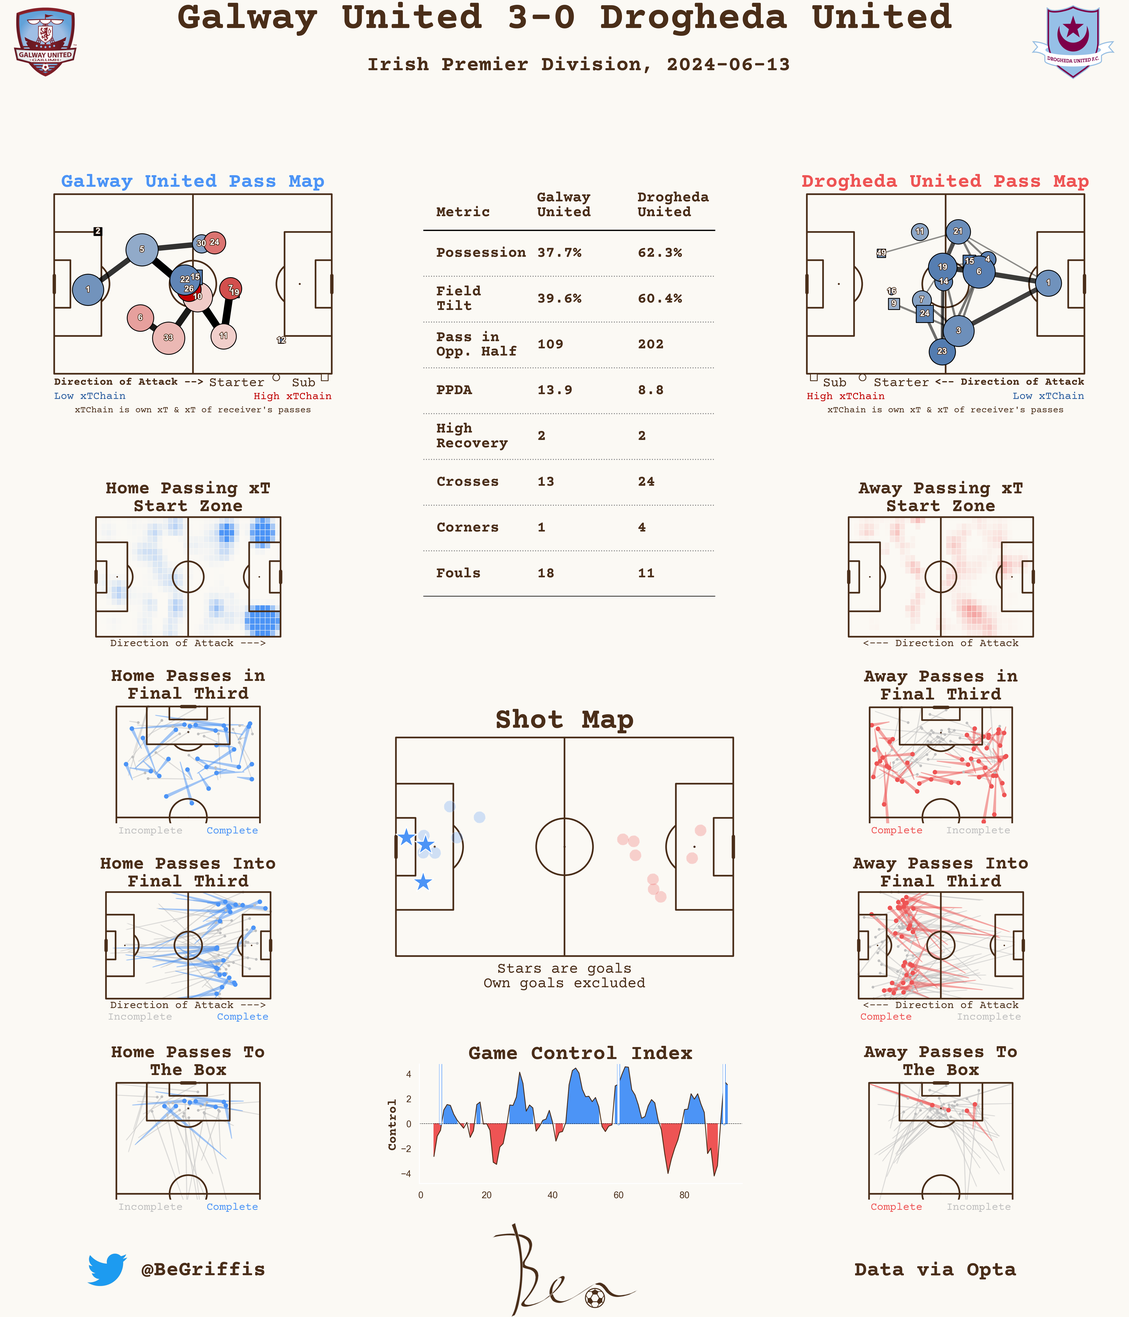 Galway United 3-0 Drogheda United
Irish Premier Division, 2024-06-13
GALWAY UNITED
DROGHEDA UNITED F.C.
Galway United Pass Map
2
5
30
24
1
22
15
26
10
7
19
6
33
11
12
Direction of Attack --> Starter Sub
Low xTChain High xTChain
xTChain is own xT & xT of receiver's passes
Metric Galway United Drogheda United
Possession 37.7% 62.3%
Field Tilt 39.6% 60.4%
Pass in Opp. Half 109 202
PPDA 13.9 8.8
High Recovery 2 2
Crosses 13 24
Corners 1 4
Fouls 18 11
Drogheda United Pass Map
11
21
19
15
4
6
14
1
16
9
7
24
3
23
Sub Starter <-- Direction of Attack
High xTChain Low xTChain
xTChain is own xT & xT of receiver's passes
Home Passing xT
Start Zone
Direction of Attack --->
Away Passing xT
Start Zone
<--- Direction of Attack
Home Passes in
Final Third
Incomplete Complete
Away Passes in
Final Third
Complete Incomplete
Shot Map
Stars are goals
Own goals excluded
Home Passes Into
Final Third
Direction of Attack --->
Incomplete Complete
Away Passes Into
Final Third
<--- Direction of Attack
Complete Incomplete
Home Passes To
The Box
Incomplete Complete
Game Control Index
Control
4
2
0
−2
−4
0 20 40 60 80
Away Passes To
The Box
Complete Incomplete
@BeGriffis
Ben
Data via Opta